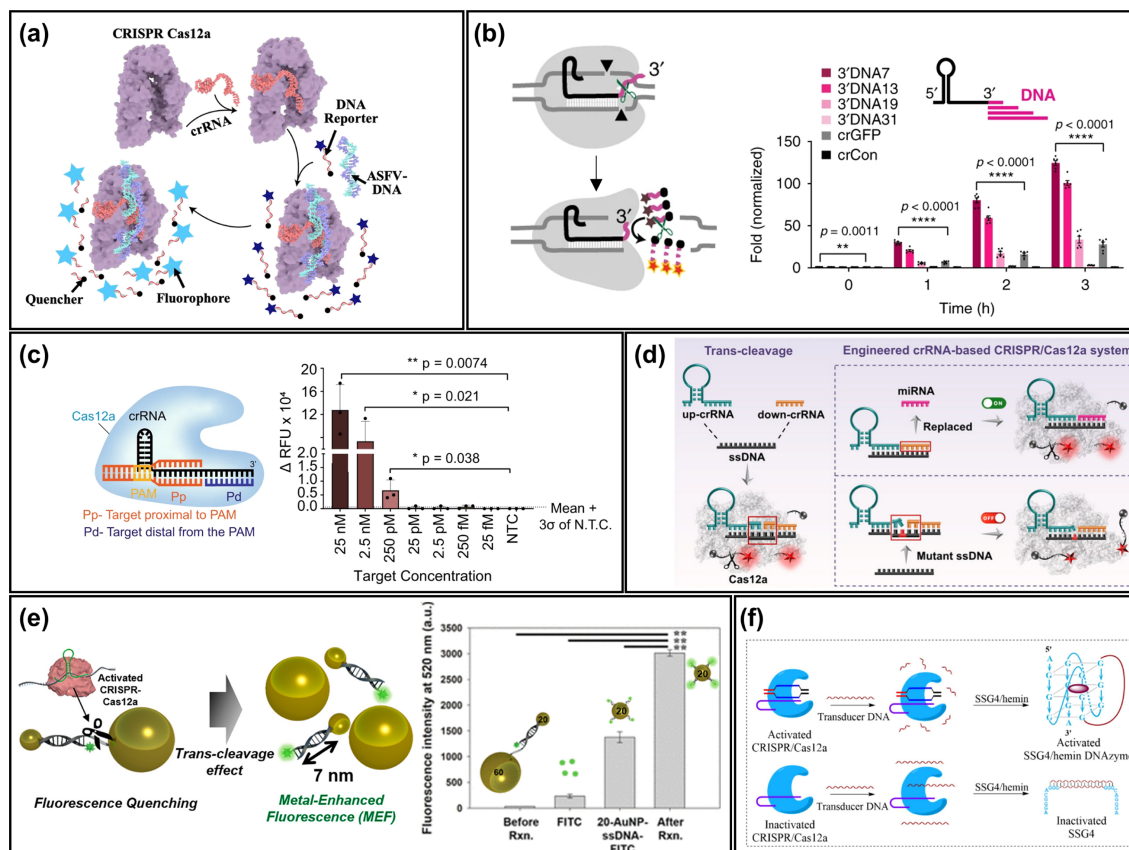 (a)
CRISPR Cas12a
crRNA
DNA
Reporter
ASFV-
DNA
Quencher
Fluorophore
(b)
3′
3′
3′DNA7
3′DNA13
3′DNA19
3′DNA31
crGFP
crCon
5′
3′
DNA
Fold (normalized)
150
100
50
0
p = 0.0011
**
p < 0.0001
****
p < 0.0001
****
p < 0.0001
****
0
1
2
3
Time (h)
(c)
Cas12a
crRNA
3'
PAM
Pp
Pd
Pp- Target proximal to PAM
Pd- Target distal from the PAM
Δ RFU x 10⁴
20
16
12
8
4
2.0
1.5
1.0
0.5
0.0
** p = 0.0074
* p = 0.021
* p = 0.038
Mean +
3σ of N.T.C.
25 nM
2.5 nM
250 pM
25 pM
2.5 pM
250 fM
25 fM
NTC
Target Concentration
(d)
Trans-cleavage
up-crRNA
down-crRNA
ssDNA
Cas12a
Engineered crRNA-based CRISPR/Cas12a system
miRNA
Replaced
ON
Mutant ssDNA
OFF
(e)
Activated
CRISPR-
Cas12a
Trans-cleavage
effect
7 nm
Fluorescence Quenching
Metal-Enhanced
Fluorescence (MEF)
Fluorescence intensity at 520 nm (a.u.)
3500
3000
2500
2000
1500
1000
500
0
**
**
**
60
20
20
20
Before
Rxn.
FITC
20-AuNP-
ssDNA-
FITC
After
Rxn.
(f)
Activated
CRISPR/Cas12a
Transducer DNA
SSG4/hemin
5'
3'
Activated
SSG4/hemin DNAzyme
Inactivated
CRISPR/Cas12a
Transducer DNA
SSG4/hemin
Inactivated
SSG4